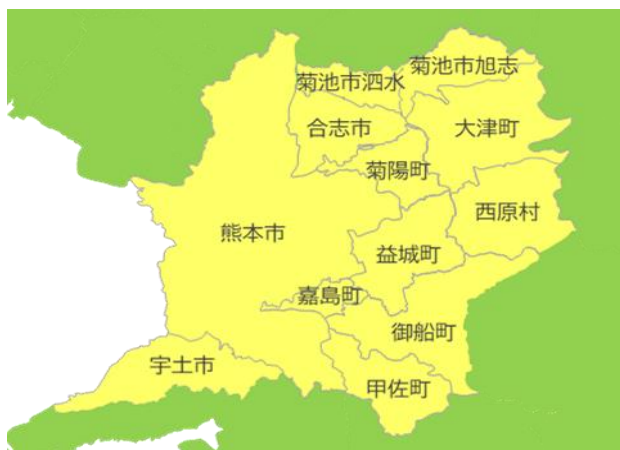 菊池市旭志
菊池市泗水
合志市
大津町
菊陽町
西原村
熊本市
益城町
嘉島町
御船町
宇土市
甲佐町